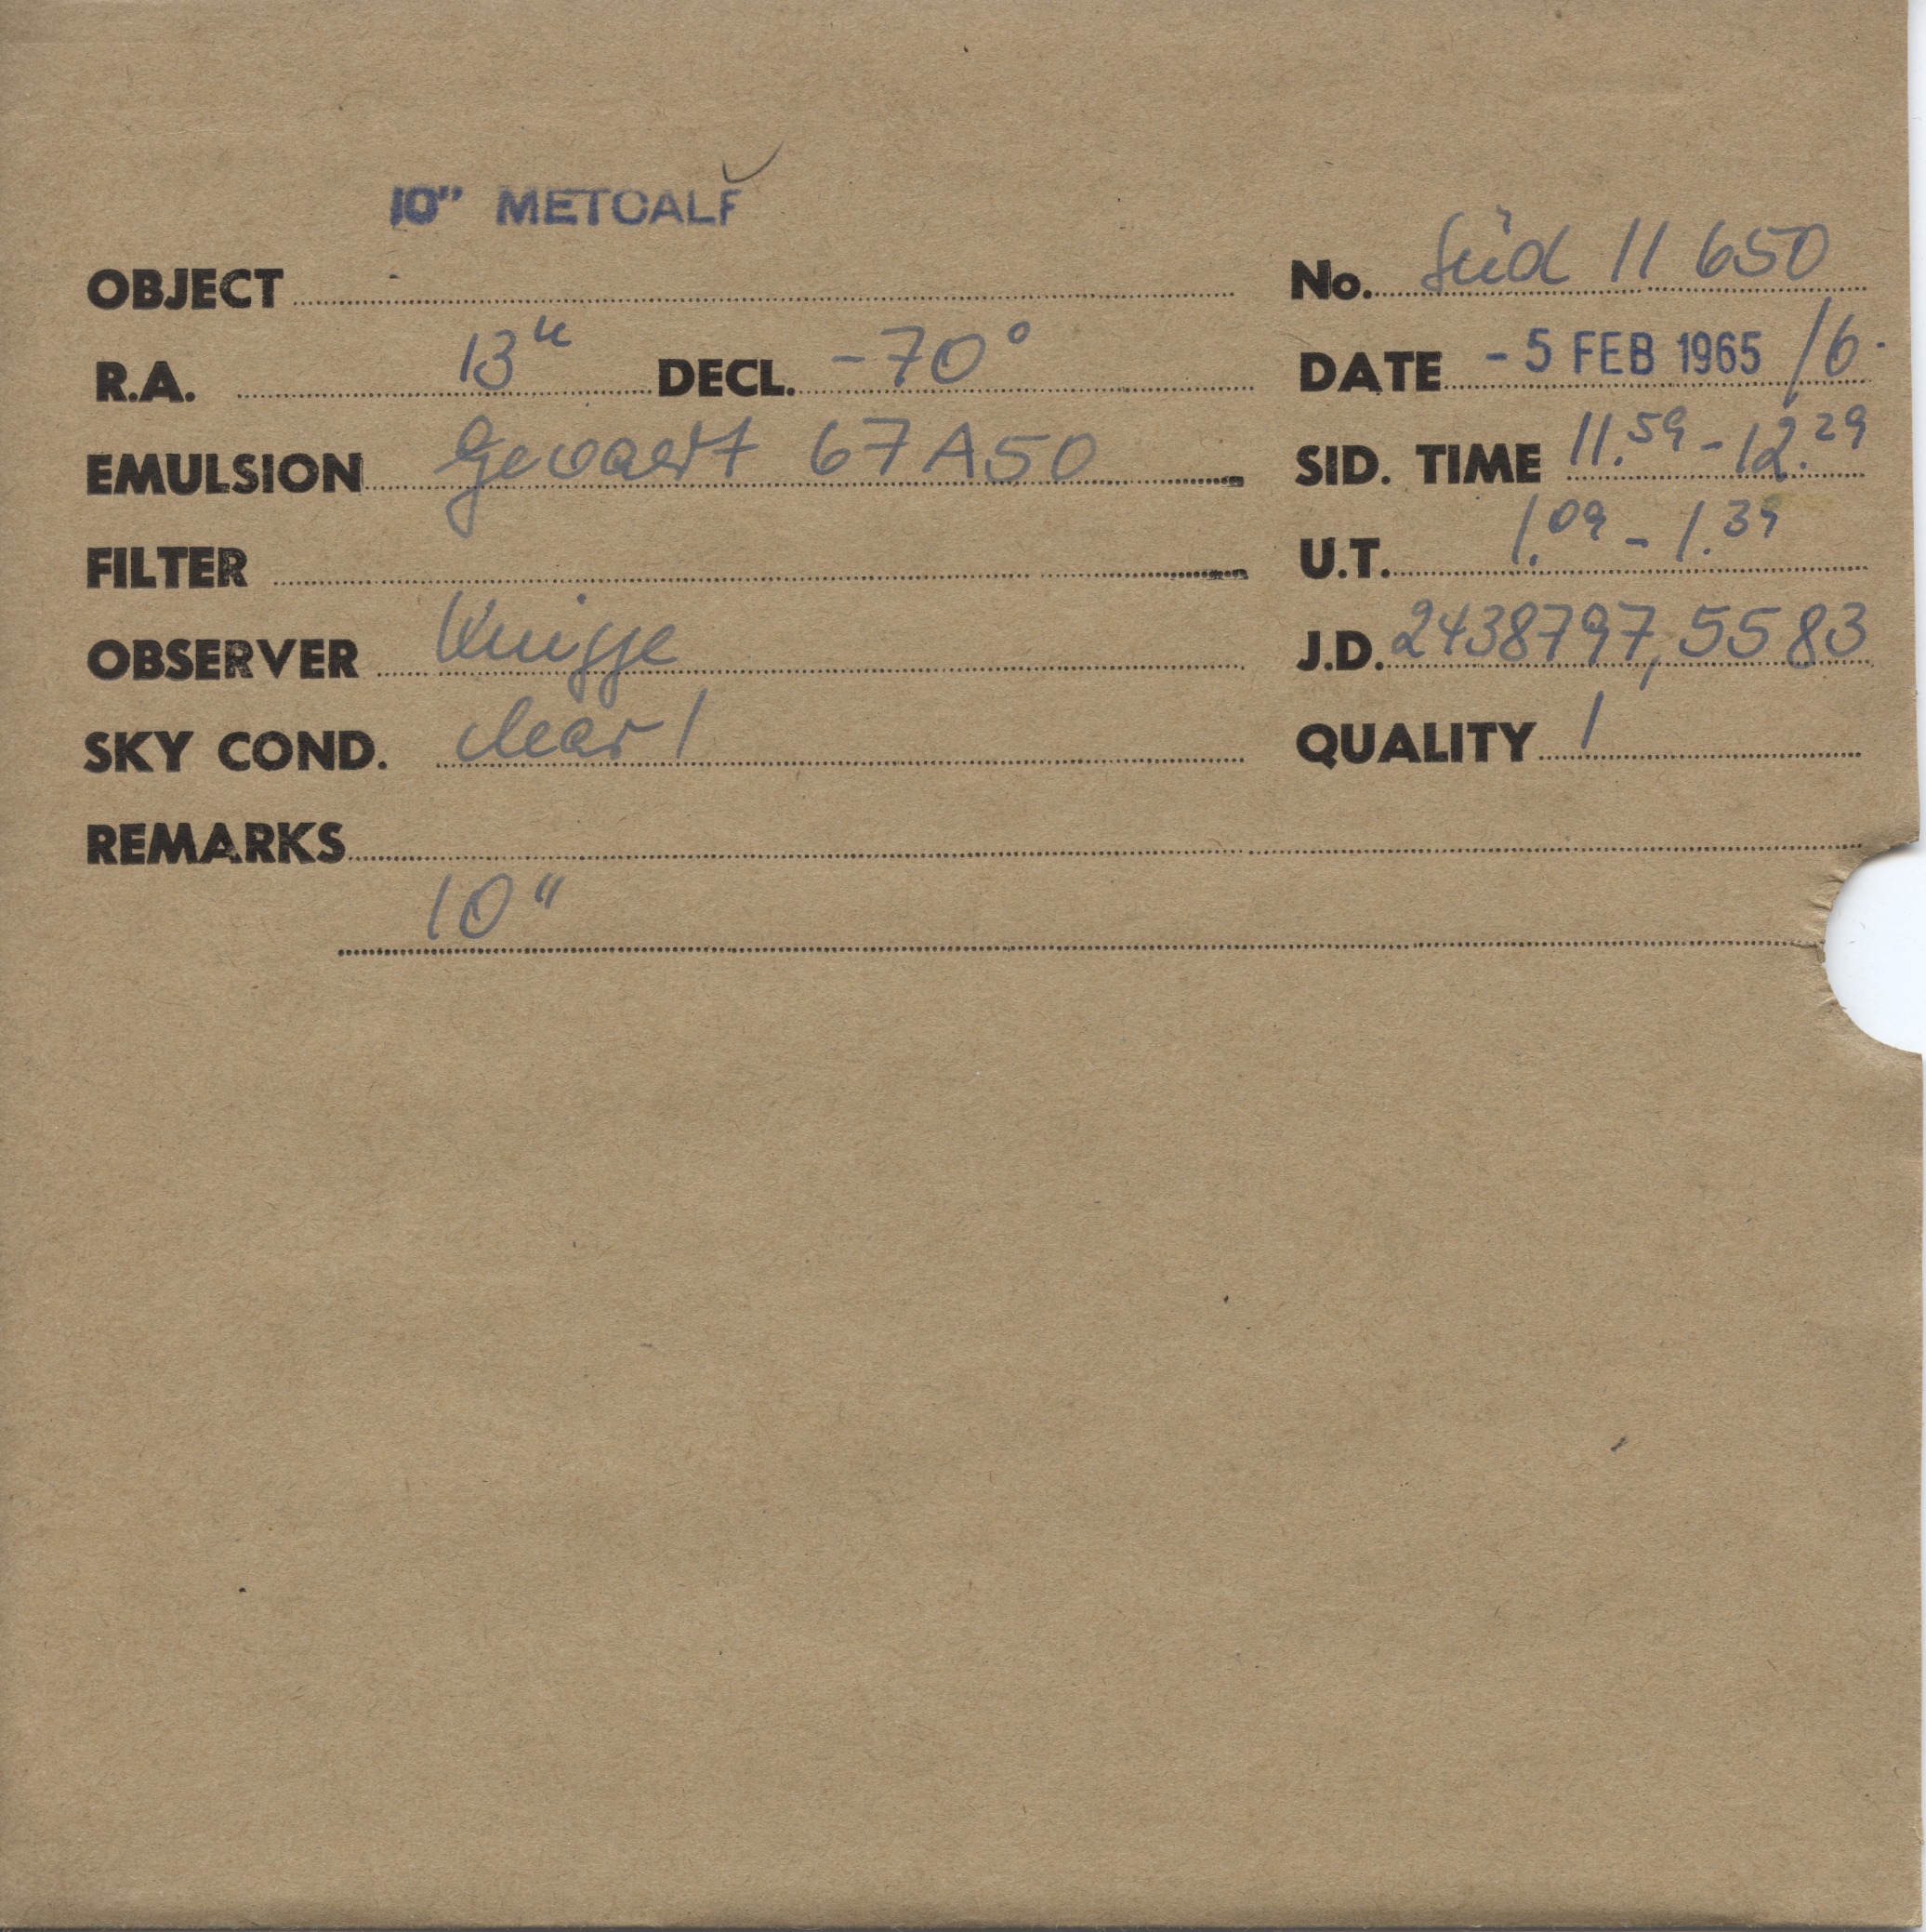 10" METCALF
OBJECT No. Süd 11 650
R.A. 13h DECL. -70° DATE -5 FEB 1965 /6.
EMULSION Gevaert 67A50 SID. TIME 11.59 - 12.29
FILTER U.T. 1.09 - 1.39
OBSERVER Knigge J.D. 2438797,5583
SKY COND. clear 1 QUALITY 1
REMARKS
10"